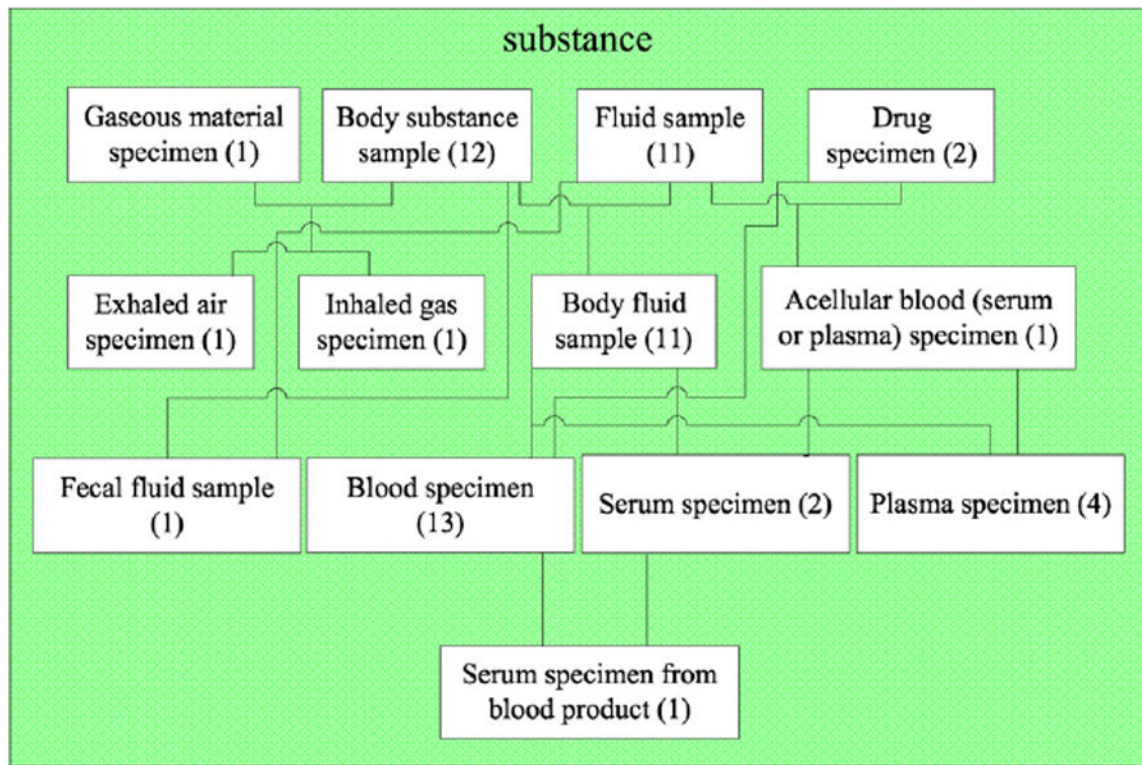 substance
Gaseous material
specimen (1)
Body substance
sample (12)
Fluid sample
(11)
Drug
specimen (2)
Exhaled air
specimen (1)
Inhaled gas
specimen (1)
Body fluid
sample (11)
Acellular blood (serum
or plasma) specimen (1)
Fecal fluid sample
(1)
Blood specimen
(13)
Serum specimen (2)
Plasma specimen (4)
Serum specimen from
blood product (1)